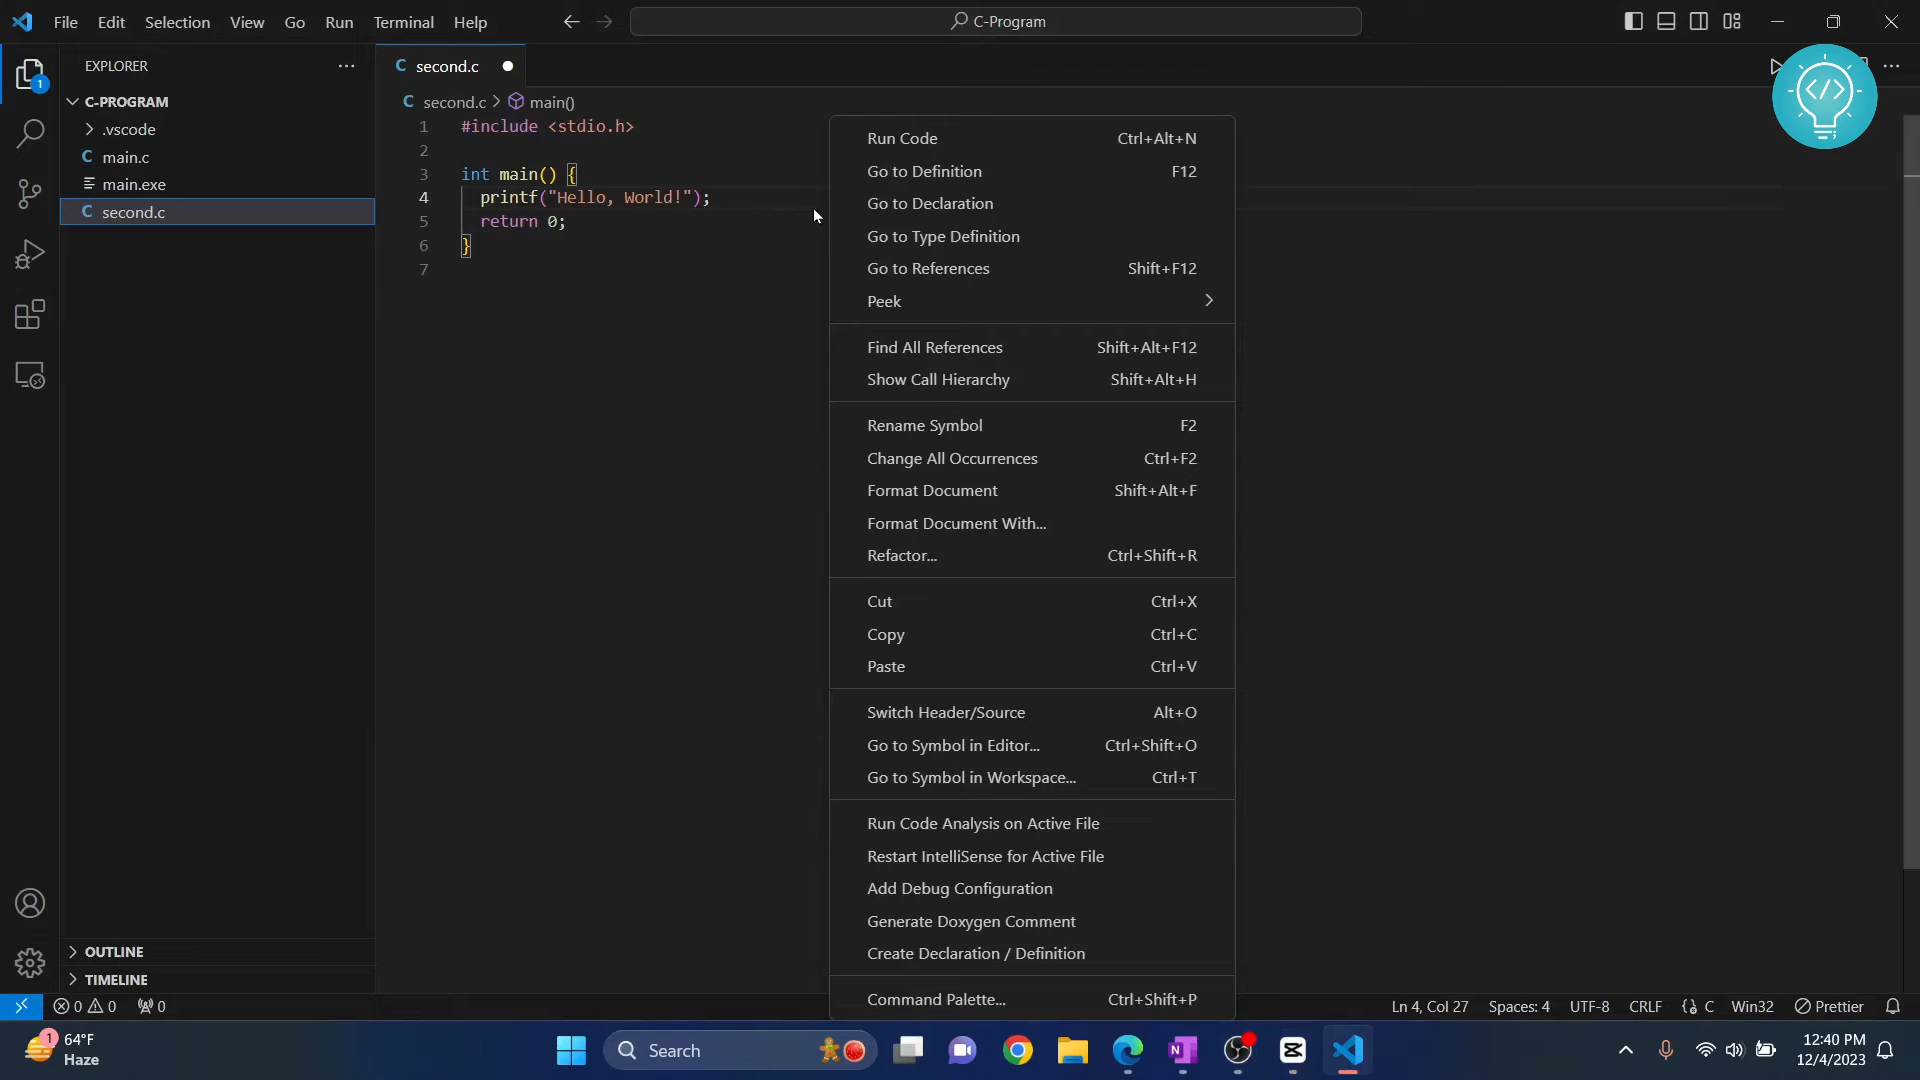 File Edit Selection View Go Run Terminal Help
C-Program
EXPLORER
C-PROGRAM
.vscode
C main.c
main.exe
C second.c
OUTLINE
TIMELINE
1
C second.c
C second.c > main()
1 #include <stdio.h>
2
3 int main() {
4 printf("Hello, World!");
5 return 0;
6 }
7
Run Code Ctrl+Alt+N
Go to Definition F12
Go to Declaration
Go to Type Definition
Go to References Shift+F12
Peek
Find All References Shift+Alt+F12
Show Call Hierarchy Shift+Alt+H
Rename Symbol F2
Change All Occurrences Ctrl+F2
Format Document Shift+Alt+F
Format Document With...
Refactor... Ctrl+Shift+R
Cut Ctrl+X
Copy Ctrl+C
Paste Ctrl+V
Switch Header/Source Alt+O
Go to Symbol in Editor... Ctrl+Shift+O
Go to Symbol in Workspace... Ctrl+T
Run Code Analysis on Active File
Restart IntelliSense for Active File
Add Debug Configuration
Generate Doxygen Comment
Create Declaration / Definition
Command Palette... Ctrl+Shift+P
</>
0 0 0
Ln 4, Col 27 Spaces: 4 UTF-8 CRLF {} C Win32 Prettier
1
64°F
Haze
Search
N
12:40 PM
12/4/2023